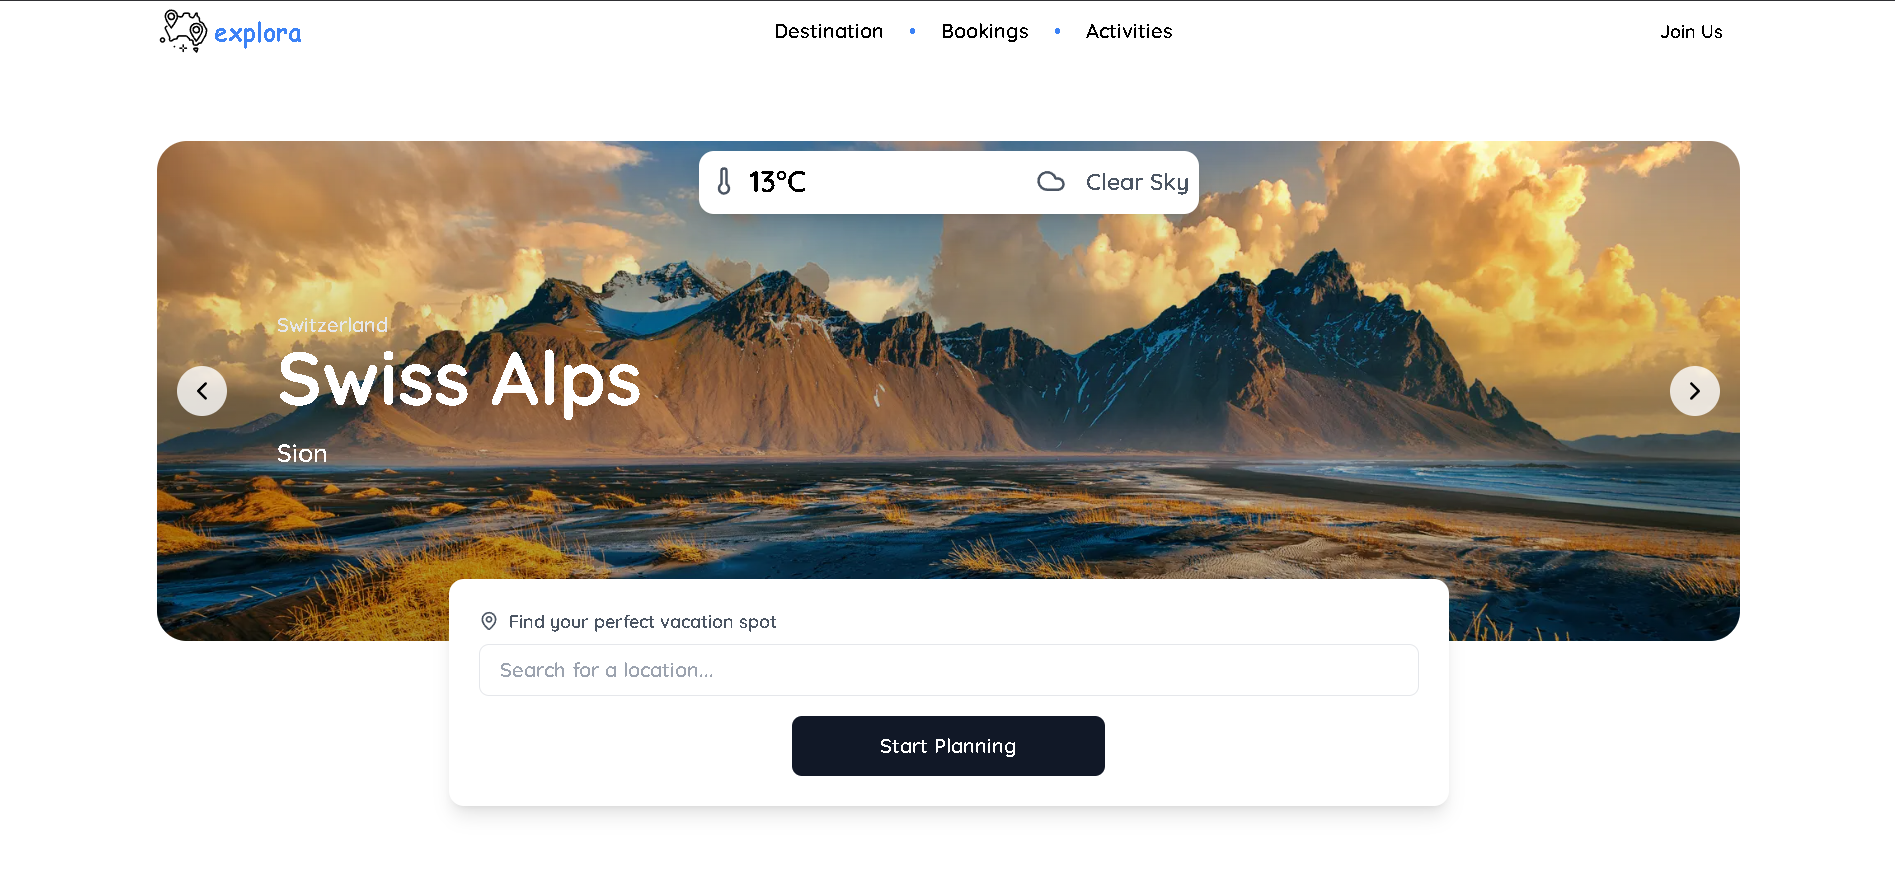 explora
Destination • Bookings • Activities
Join Us
13°C
Clear Sky
Switzerland
Swiss Alps
Sion
Find your perfect vacation spot
Search for a location...
Start Planning